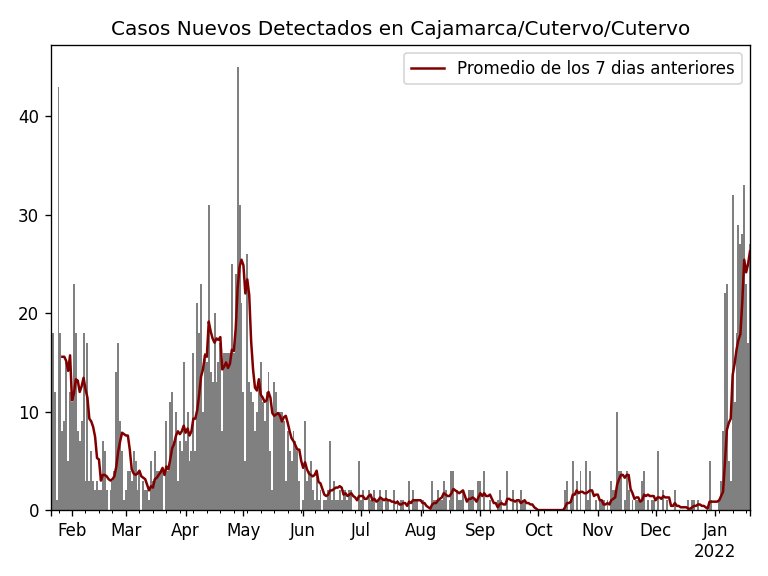 Casos Nuevos Detectados en Cajamarca/Cutervo/Cutervo
Promedio de los 7 dias anteriores
40
30
20
10
0
Feb Mar Apr May Jun Jul Aug Sep Oct Nov Dec Jan
2022